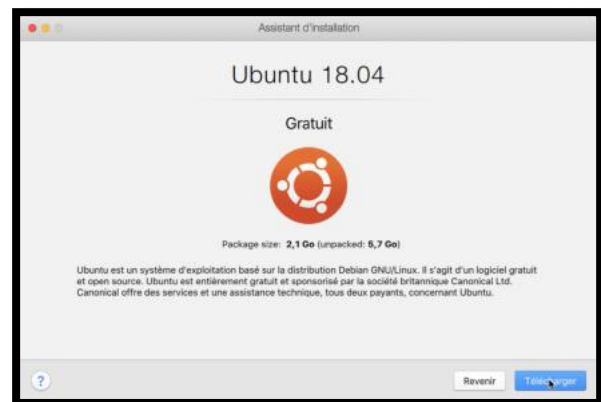 Assistant d'installation
Ubuntu 18.04
Gratuit
Package size: 2,1 Go (unpacked: 5,7 Go)
Ubuntu est un système d'exploitation basé sur la distribution Debian GNU/Linux. Il s'agit d'un logiciel gratuit
et open source. Ubuntu est entièrement gratuit et sponsorisé par la société britannique Canonical Ltd.
Canonical offre des services et une assistance technique, tous deux payants, concernant Ubuntu.
? Revenir Télécharger